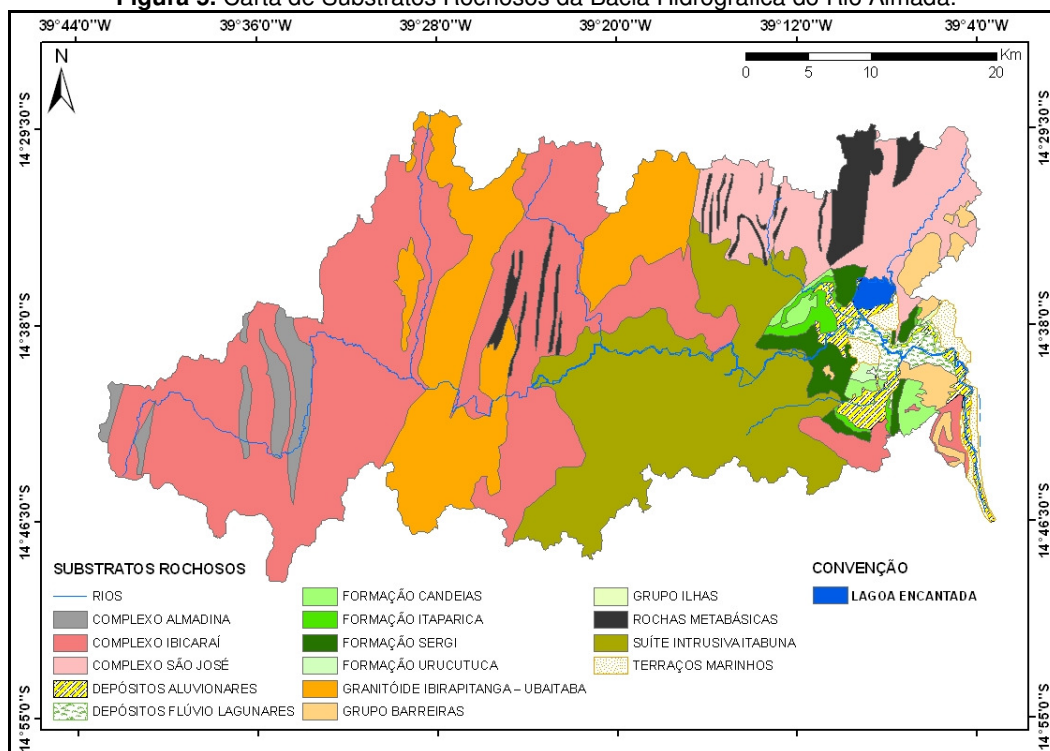 Figura 5. Carta de Substratos Rochosos da Bacia Hidrográfica do Rio Almada.
39°44'0"W 39°36'0"W 39°28'0"W 39°20'0"W 39°12'0"W 39°4'0"W
N
Km
0 5 10 20
14°29'30"S 14°29'30"S
14°38'0"S 14°38'0"S
14°46'30"S 14°46'30"S
14°55'0"S 14°55'0"S
SUBSTRATOS ROCHOSOS
RIOS
COMPLEXO ALMADINA
COMPLEXO IBICARAÍ
COMPLEXO SÃO JOSÉ
DEPÓSITOS ALUVIONARES
DEPÓSITOS FLÚVIO LAGUNARES
FORMAÇÃO CANDEIAS
FORMAÇÃO ITAPARICA
FORMAÇÃO SERGI
FORMAÇÃO URUCUTUCA
GRANITÓIDE IBIRAPITANGA – UBAITABA
GRUPO BARREIRAS
GRUPO ILHAS
ROCHAS METABÁSICAS
SUÍTE INTRUSIVA ITABUNA
TERRAÇOS MARINHOS
CONVENÇÃO
LAGOA ENCANTADA